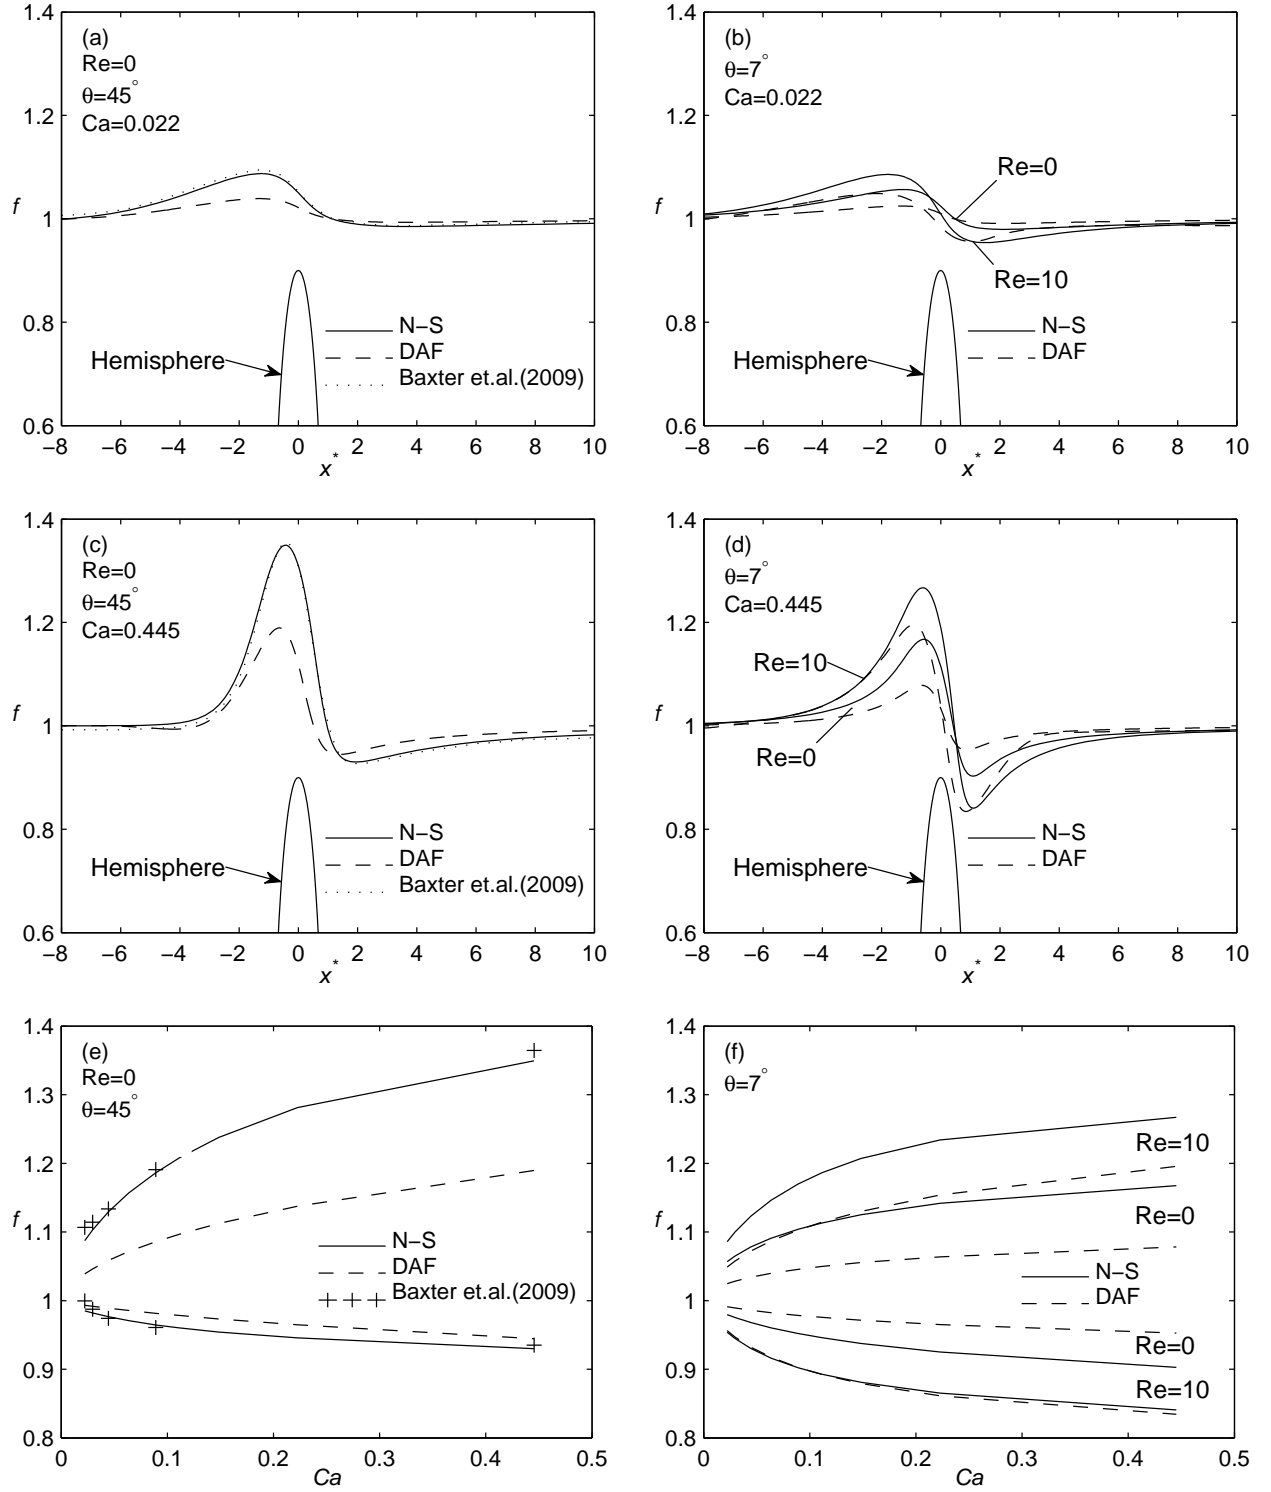 (a)
Re=0
θ=45°
Ca=0.022
1.4
1.2
1
0.8
0.6
f
Hemisphere
N−S
DAF
Baxter et.al.(2009)
−8 −6 −4 −2 0 2 4 6 8 10
x*
(b)
θ=7°
Ca=0.022
1.4
1.2
1
0.8
0.6
f
Re=0
Re=10
Hemisphere
N−S
DAF
−8 −6 −4 −2 0 2 4 6 8 10
x*
(c)
Re=0
θ=45°
Ca=0.445
1.4
1.2
1
0.8
0.6
f
Hemisphere
N−S
DAF
Baxter et.al.(2009)
−8 −6 −4 −2 0 2 4 6 8 10
x*
(d)
θ=7°
Ca=0.445
1.4
1.2
1
0.8
0.6
f
Re=10
Re=0
Hemisphere
N−S
DAF
−8 −6 −4 −2 0 2 4 6 8 10
x*
(e)
Re=0
θ=45°
1.4
1.3
1.2
1.1
1
0.9
0.8
f
N−S
DAF
Baxter et.al.(2009)
0 0.1 0.2 0.3 0.4 0.5
Ca
(f)
θ=7°
1.4
1.3
1.2
1.1
1
0.9
0.8
f
Re=10
Re=0
N−S
DAF
Re=0
Re=10
0 0.1 0.2 0.3 0.4 0.5
Ca